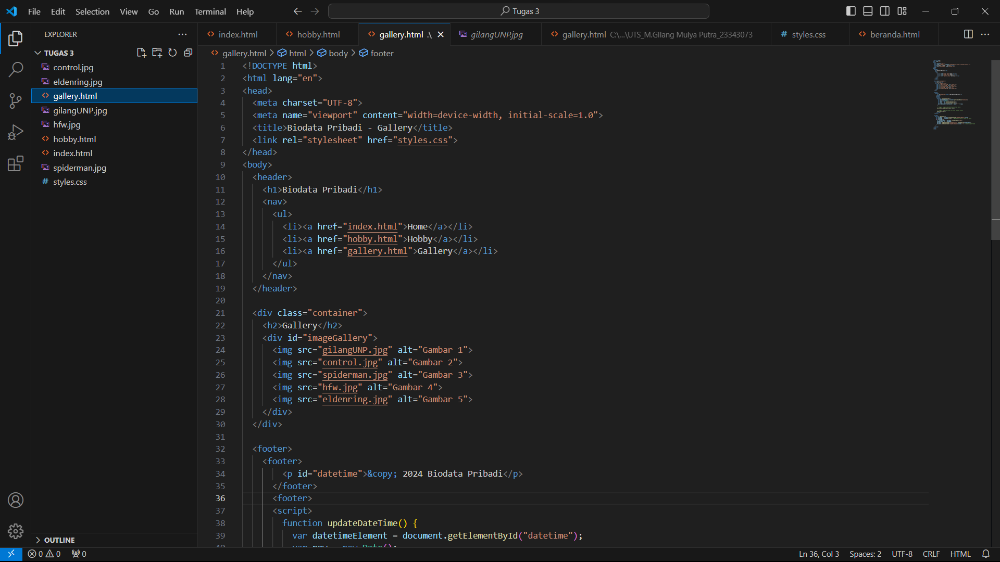 File Edit Selection View Go Run Terminal Help
Tugas 3
EXPLORER
TUGAS 3
control.jpg
eldenring.jpg
gallery.html
gilangUNP.jpg
hfw.jpg
hobby.html
index.html
spiderman.jpg
# styles.css
OUTLINE
index.html hobby.html gallery.html .\ gilangUNP.jpg gallery.html C:\...\UTS_M.GIlang Mulya Putra_23343073 # styles.css beranda.html
gallery.html > html > body > footer
1 <!DOCTYPE html>
2 <html lang="en">
3 <head>
4 <meta charset="UTF-8">
5 <meta name="viewport" content="width=device-width, initial-scale=1.0">
6 <title>Biodata Pribadi - Gallery</title>
7 <link rel="stylesheet" href="styles.css">
8 </head>
9 <body>
10 <header>
11 <h1>Biodata Pribadi</h1>
12 <nav>
13 <ul>
14 <li><a href="index.html">Home</a></li>
15 <li><a href="hobby.html">Hobby</a></li>
16 <li><a href="gallery.html">Gallery</a></li>
17 </ul>
18 </nav>
19 </header>
20
21 <div class="container">
22 <h2>Gallery</h2>
23 <div id="imageGallery">
24 <img src="gilangUNP.jpg" alt="Gambar 1">
25 <img src="control.jpg" alt="Gambar 2">
26 <img src="spiderman.jpg" alt="Gambar 3">
27 <img src="hfw.jpg" alt="Gambar 4">
28 <img src="eldenring.jpg" alt="Gambar 5">
29 </div>
30 </div>
31
32 <footer>
33 <footer>
34 <p id="datetime">&copy; 2024 Biodata Pribadi</p>
35 </footer>
36 <footer>
37 <script>
38 function updateDateTime() {
39 var datetimeElement = document.getElementById("datetime");
0 0 0 Ln 36, Col 3 Spaces: 2 UTF-8 CRLF HTML